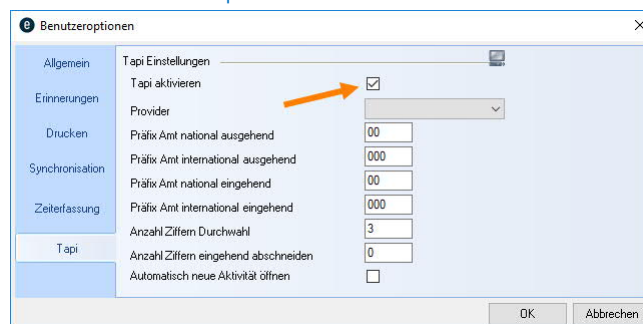 Benutzeroptionen
Allgemein
Erinnerungen
Drucken
Synchronisation
Zeiterfassung
Tapi
Tapi Einstellungen
Tapi aktivieren
Provider
Präfix Amt national ausgehend 00
Präfix Amt international ausgehend 000
Präfix Amt national eingehend 00
Präfix Amt international eingehend 000
Anzahl Ziffern Durchwahl 3
Anzahl Ziffern eingehend abschneiden 0
Automatisch neue Aktivität öffnen
OK Abbrechen